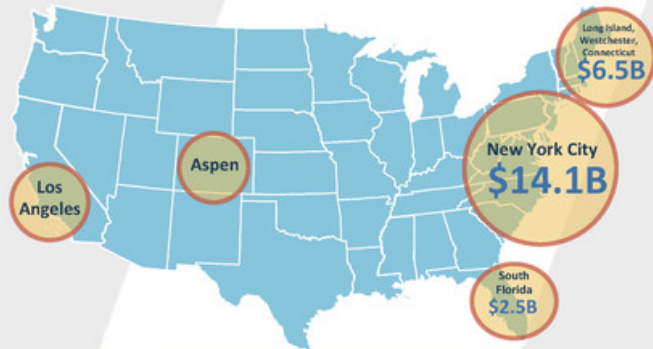 Long Island,
Westchester,
Connecticut
$6.5B
New York City
$14.1B
Aspen
Los
Angeles
South
Florida
$2.5B